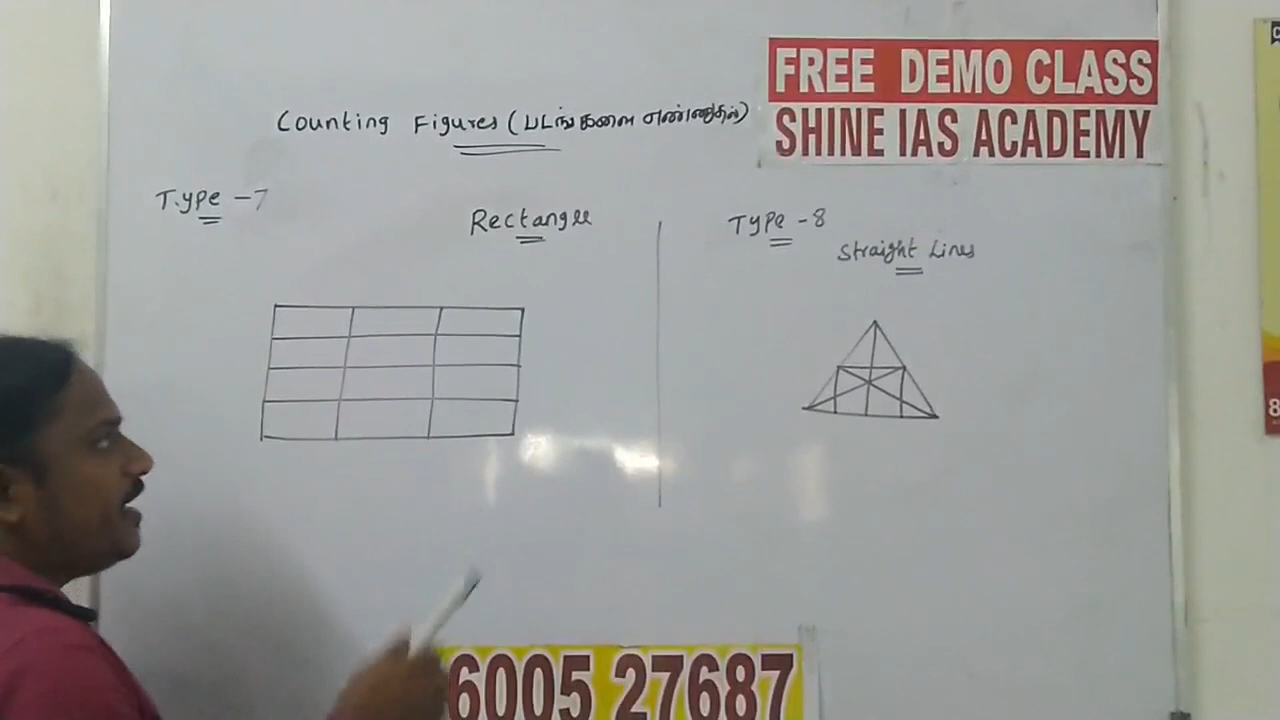 FREE DEMO CLASS
SHINE IAS ACADEMY
Counting Figures (படங்களை எண்ணுதல்)
Type -7
Rectangle
Type -8
Straight Lines
6005 27687
8